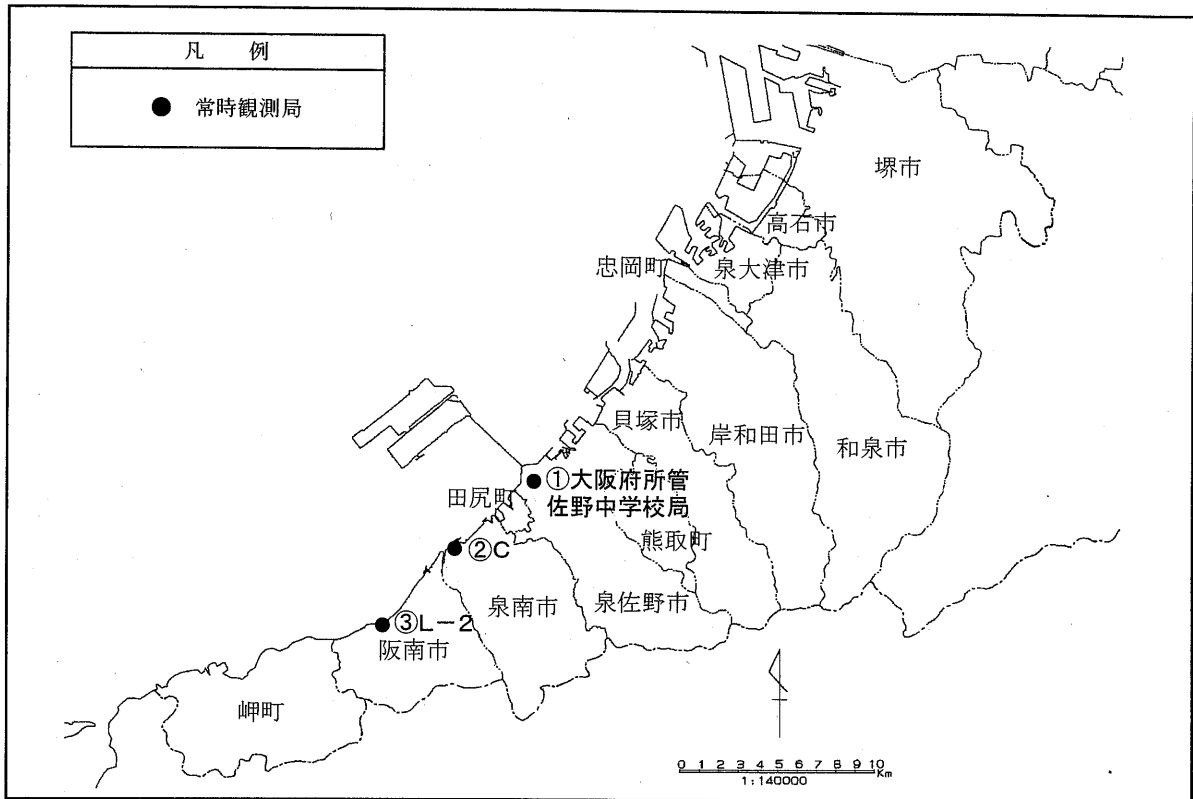 凡 例
● 常時観測局
堺市
高石市
忠岡町
泉大津市
貝塚市
岸和田市
和泉市
①大阪府所管
佐野中学校局
田尻町
熊取町
②C
泉南市
泉佐野市
③L-2
阪南市
岬町
0 1 2 3 4 5 6 7 8 9 10
Km
1:140000